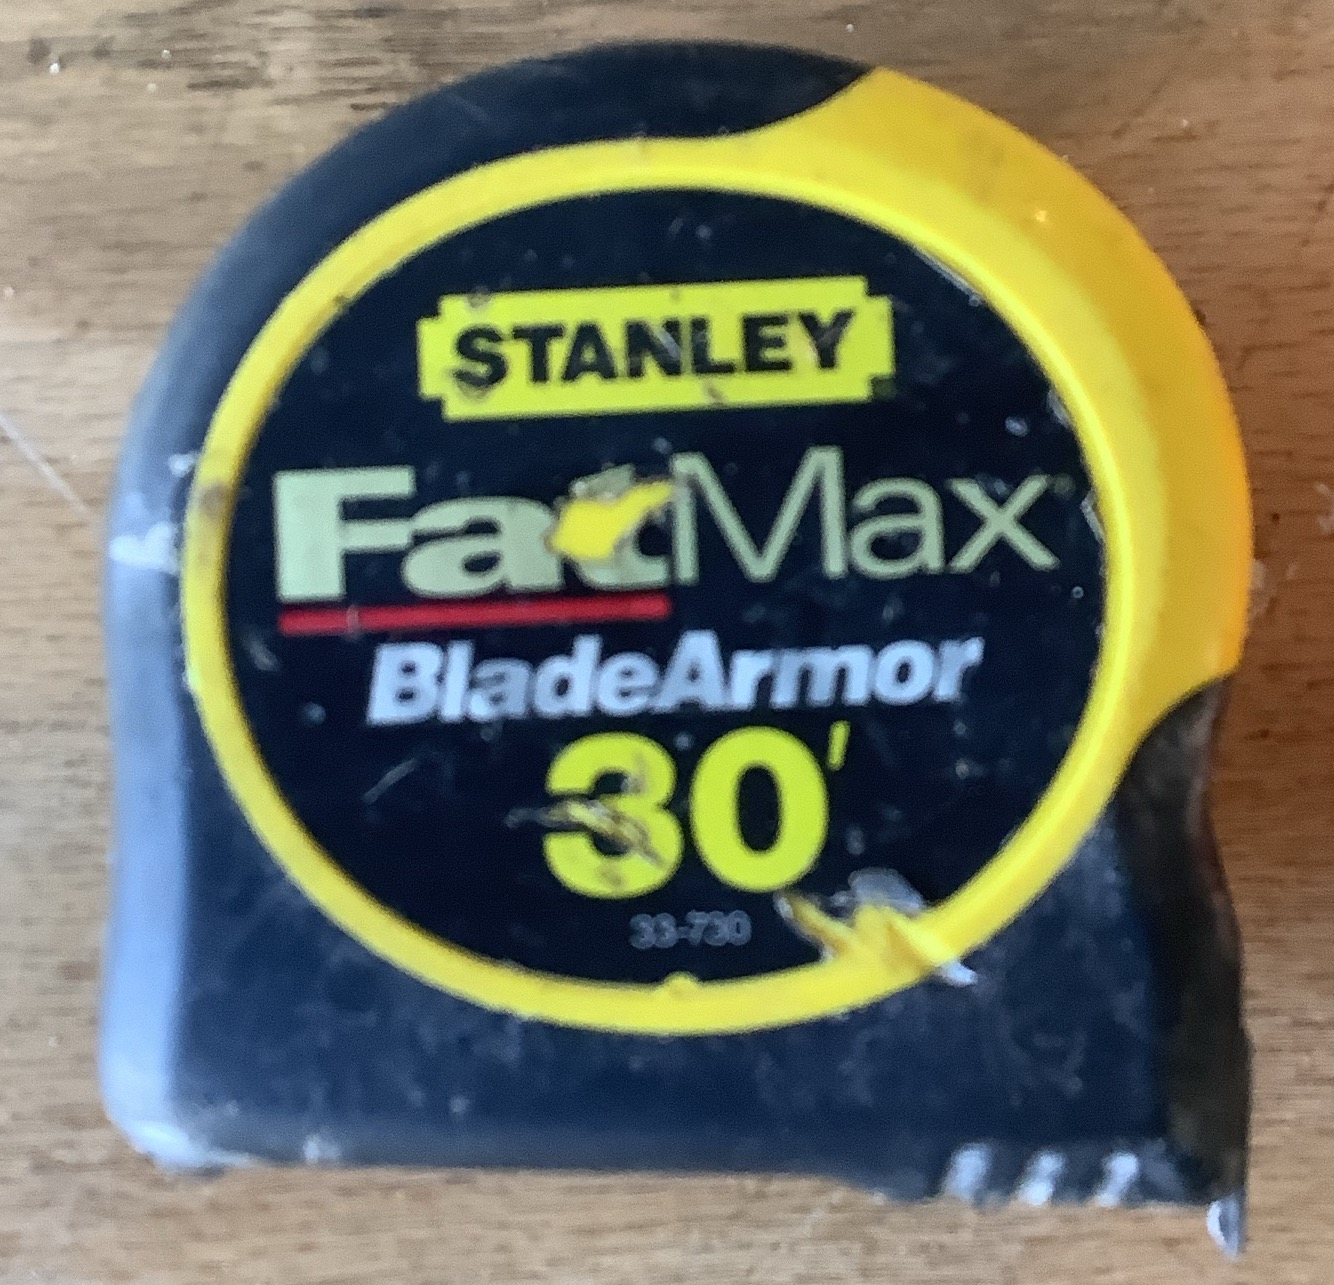 STANLEY
FatMax
BladeArmor
30'
33-730